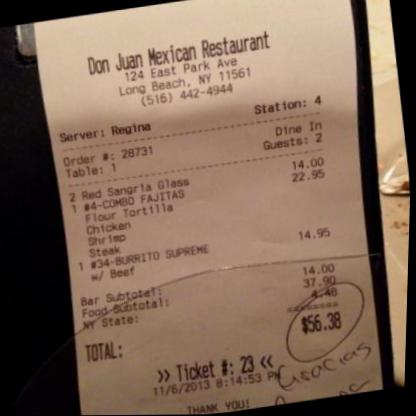 Don Juan Mexican Restaurant
124 East Park Ave
Long Beach, NY 11561
(516) 442-4944
Server: Regina Station: 4
Order #: 28731 Dine In
Table: 1 Guests: 2
2 Red Sangria Glass 14.00
1 #4-COMBO FAJITAS 22.95
Flour Tortilla
Chicken
Shrimp
Steak
1 #34-BURRITO SUPREME 14.95
w/ Beef
Bar Subtotal: 14.00
Food Subtotal: 37.90
NY State: 4.48
TOTAL: $56.38
>> Ticket #: 23 <<
11/6/2013 8:14:53 PM
Gracias
THANK YOU!